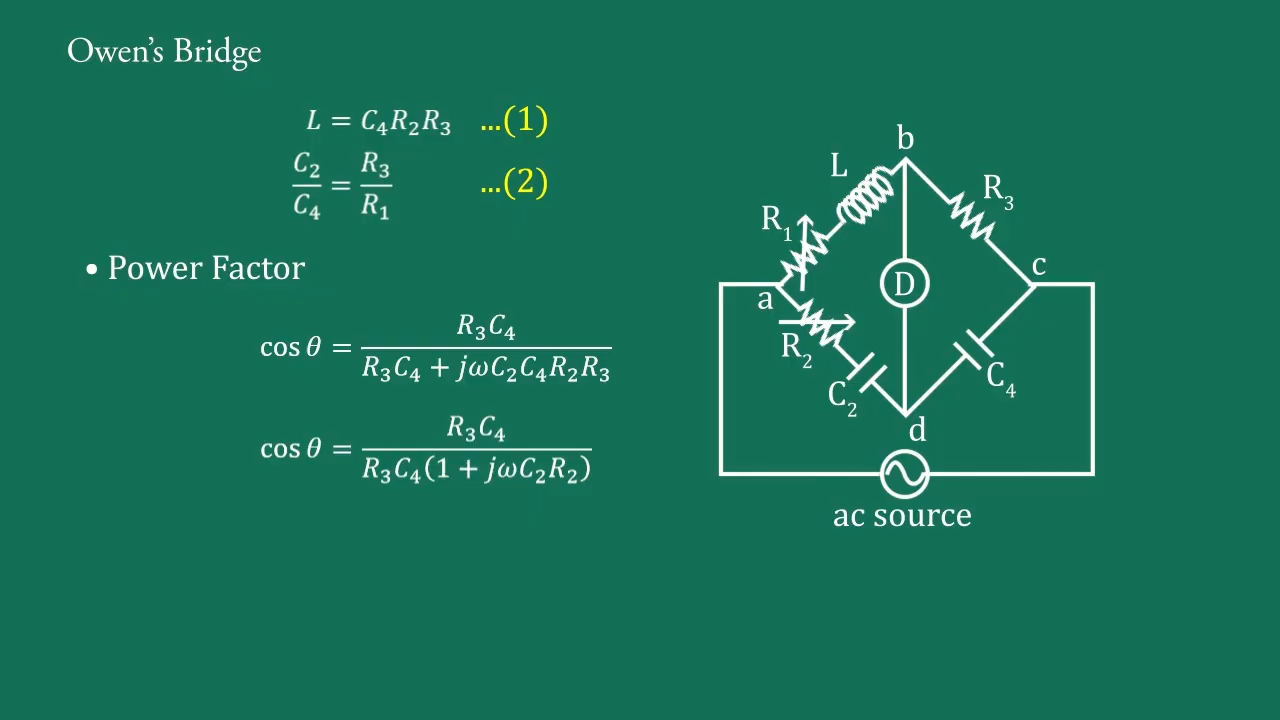 Owen's Bridge
L = C₄R₂R₃ ...(1)
C₂/C₄ = R₃/R₁ ...(2)
• Power Factor
cos θ = R₃C₄/(R₃C₄ + jωC₂C₄R₂R₃)
cos θ = R₃C₄/(R₃C₄(1 + jωC₂R₂))
b
L
R₃
R₁
c
a
D
R₂
C₄
C₂
d
ac source